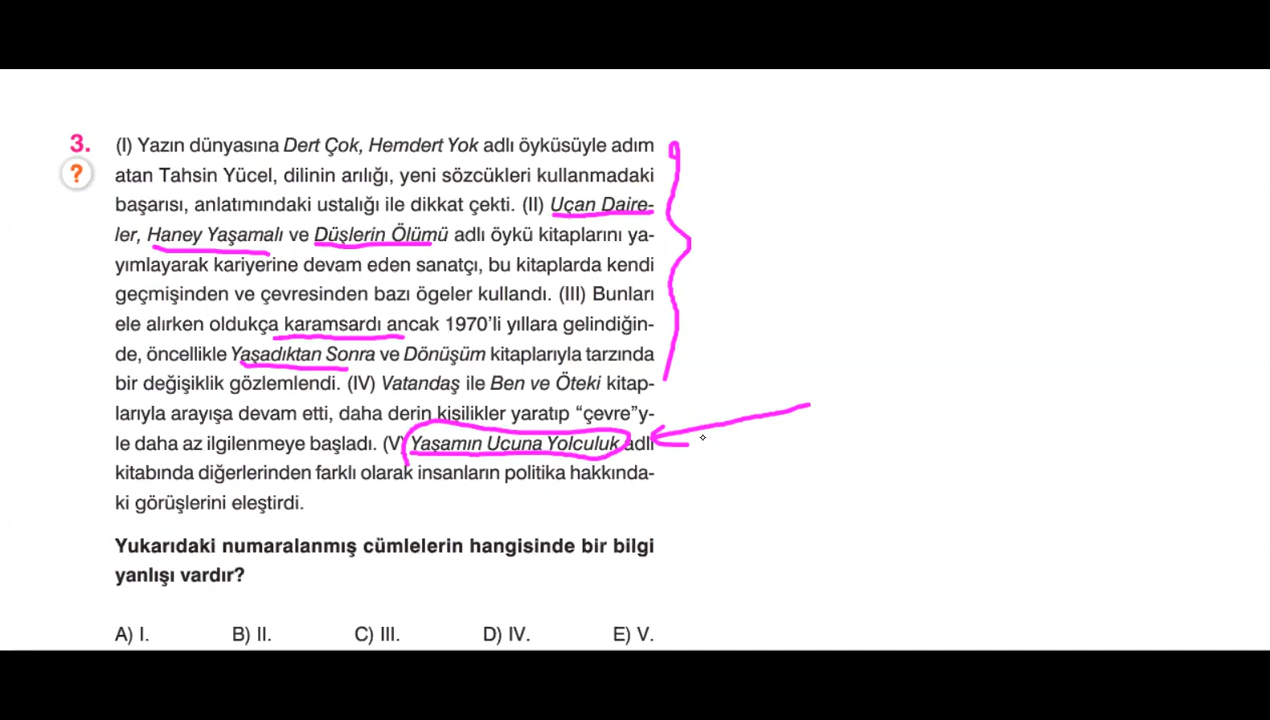 3. (I) Yazın dünyasına Dert Çok, Hemdert Yok adlı öyküsüyle adım
? atan Tahsin Yücel, dilinin arılığı, yeni sözcükleri kullanmadaki
başarısı, anlatımındaki ustalığı ile dikkat çekti. (II) Uçan Daire-
ler, Haney Yaşamalı ve Düşlerin Ölümü adlı öykü kitaplarını ya-
yımlayarak kariyerine devam eden sanatçı, bu kitaplarda kendi
geçmişinden ve çevresinden bazı ögeler kullandı. (III) Bunları
ele alırken oldukça karamsardı ancak 1970'li yıllara gelindiğin-
de, öncellikle Yaşadıktan Sonra ve Dönüşüm kitaplarıyla tarzında
bir değişiklik gözlemlendi. (IV) Vatandaş ile Ben ve Öteki kitap-
larıyla arayışa devam etti, daha derin kişilikler yaratıp “çevre”y-
le daha az ilgilenmeye başladı. (V) Yaşamın Ucuna Yolculuk adlı
kitabında diğerlerinden farklı olarak insanların politika hakkında-
ki görüşlerini eleştirdi.
Yukarıdaki numaralanmış cümlelerin hangisinde bir bilgi
yanlışı vardır?
A) I. B) II. C) III. D) IV. E) V.